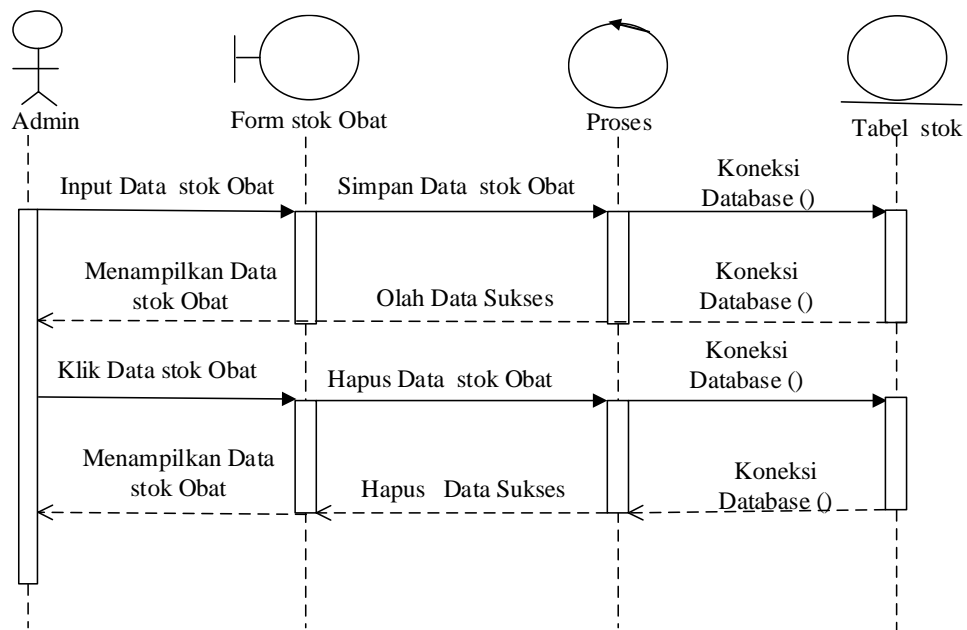 Admin
Form stok Obat
Proses
Tabel stok
Input Data stok Obat
Simpan Data stok Obat
Koneksi
Database ()
Menampilkan Data
stok Obat
Olah Data Sukses
Koneksi
Database ()
Klik Data stok Obat
Hapus Data stok Obat
Koneksi
Database ()
Menampilkan Data
stok Obat
Hapus Data Sukses
Koneksi
Database ()